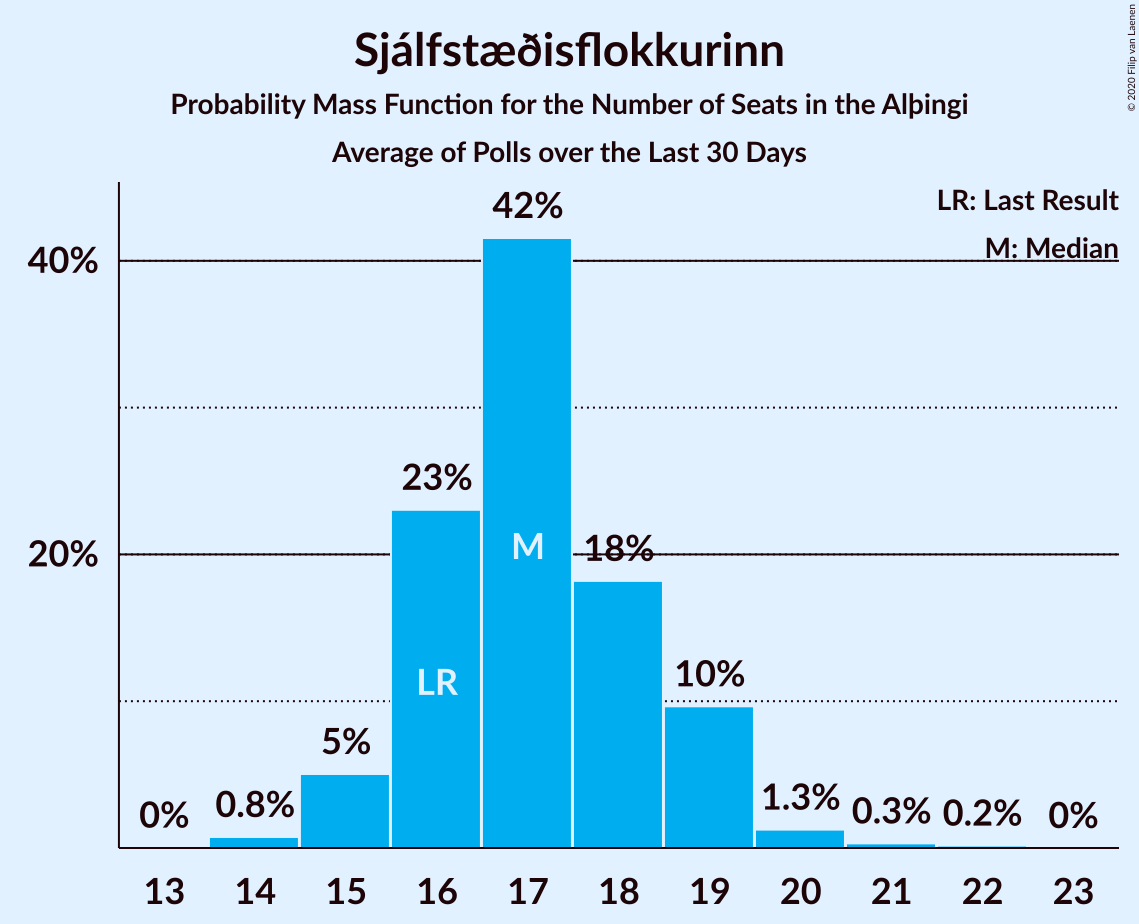 Sjálfstæðisflokkurinn
Probability Mass Function for the Number of Seats in the Alþingi
Average of Polls over the Last 30 Days
© 2020 Filip van Laenen
LR: Last Result
M: Median
40%
20%
0%
0.8%
5%
23%
42%
18%
10%
1.3%
0.3%
0.2%
0%
LR
M
13 14 15 16 17 18 19 20 21 22 23